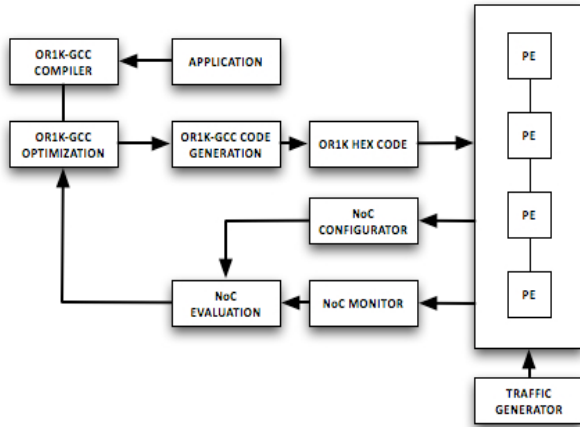 OR1K-GCC
COMPILER
APPLICATION
PE
OR1K-GCC
OPTIMIZATION
OR1K-GCC CODE
GENERATION
OR1K HEX CODE
PE
NoC
CONFIGURATOR
PE
NoC
EVALUATION
NoC MONITOR
PE
TRAFFIC
GENERATOR